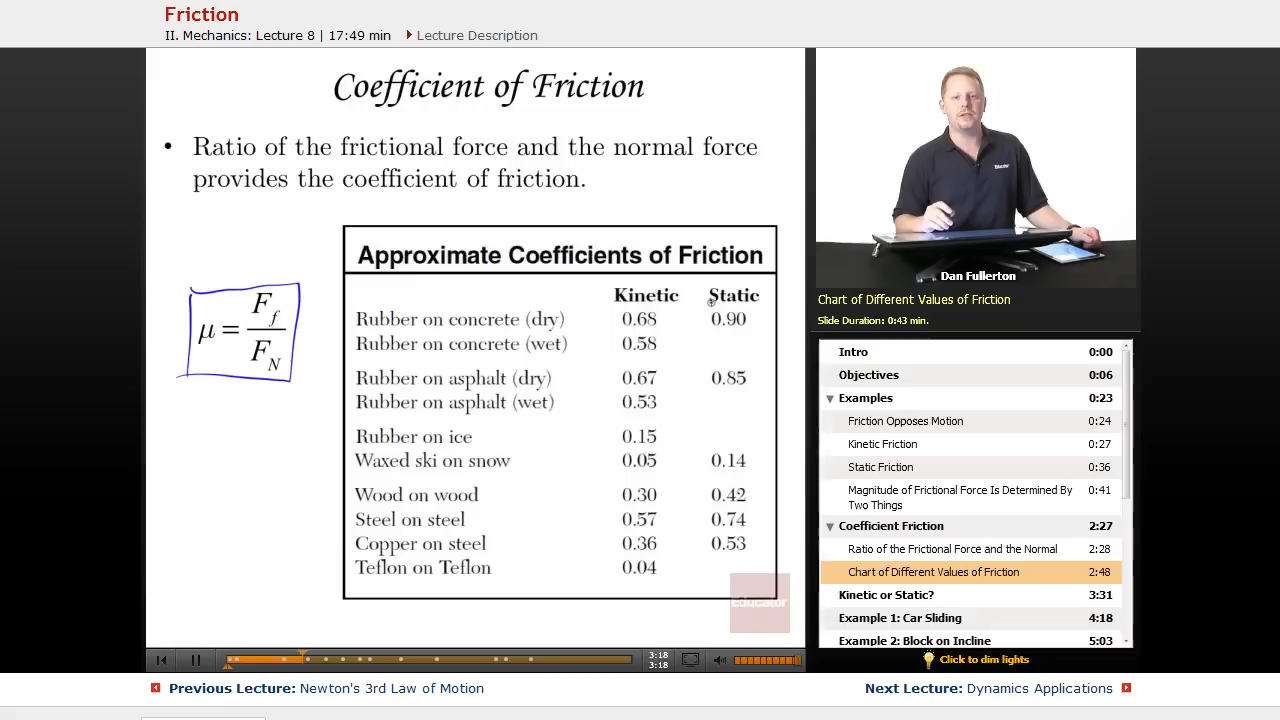 Friction
II. Mechanics: Lecture 8 | 17:49 min Lecture Description
Coefficient of Friction
• Ratio of the frictional force and the normal force
provides the coefficient of friction.
μ = F_f / F_N
Approximate Coefficients of Friction
Kinetic Static
Rubber on concrete (dry) 0.68 0.90
Rubber on concrete (wet) 0.58
Rubber on asphalt (dry) 0.67 0.85
Rubber on asphalt (wet) 0.53
Rubber on ice 0.15
Waxed ski on snow 0.05 0.14
Wood on wood 0.30 0.42
Steel on steel 0.57 0.74
Copper on steel 0.36 0.53
Teflon on Teflon 0.04
Educator
3:18
3:18
Educator
Dan Fullerton
Chart of Different Values of Friction
Slide Duration: 0:43 min.
Intro 0:00
Objectives 0:06
Examples 0:23
Friction Opposes Motion 0:24
Kinetic Friction 0:27
Static Friction 0:36
Magnitude of Frictional Force Is Determined By 0:41
Two Things
Coefficient Friction 2:27
Ratio of the Frictional Force and the Normal 2:28
Chart of Different Values of Friction 2:48
Kinetic or Static? 3:31
Example 1: Car Sliding 4:18
Example 2: Block on Incline 5:03
Click to dim lights
Previous Lecture: Newton's 3rd Law of Motion
Next Lecture: Dynamics Applications